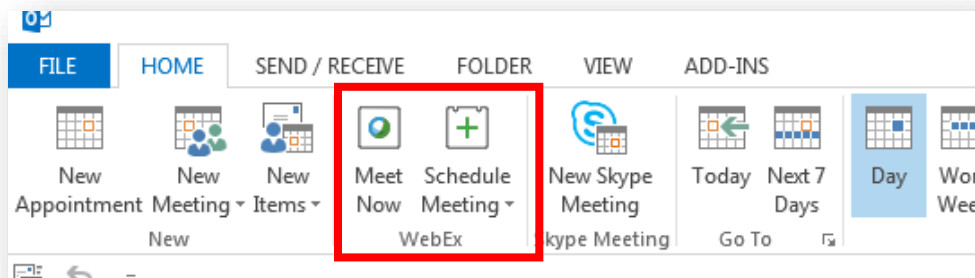 FILE HOME SEND / RECEIVE FOLDER VIEW ADD-INS
New Appointment
New Meeting
New Items
Meet Now
Schedule Meeting
New Skype Meeting
Today
Next 7 Days
Day
New
WebEx
Skype Meeting
Go To